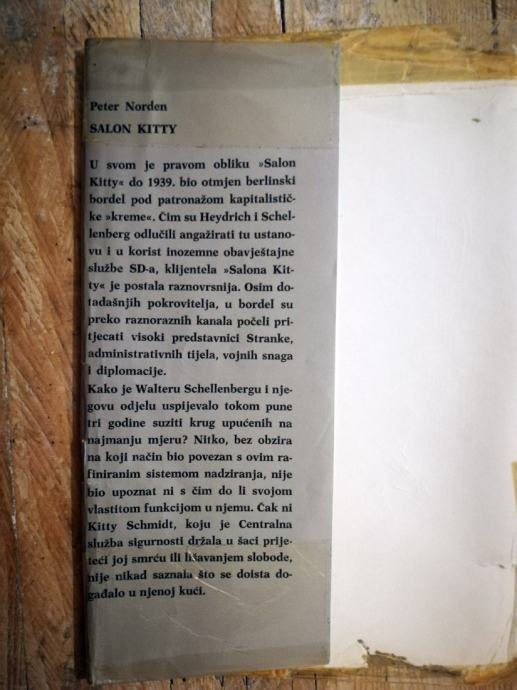 Peter Norden
SALON KITTY
U svom je pravom obliku »Salon
Kitty« do 1939. bio otmjen berlinski
bordel pod patronažom kapitalistič-
ke »kreme«. Čim su Heydrich i Schel-
lenberg odlučili angažirati tu ustano-
vu i u korist inozemne obavještajne
službe SD-a, klijentela »Salona Kit-
ty« je postala raznovrsnija. Osim do-
tadašnjih pokrovitelja, u bordel su
preko raznoraznih kanala počeli pri-
tjecati visoki predstavnici Stranke,
administrativnih tijela, vojnih snaga
i diplomacije.
Kako je Walteru Schellenbergu i nje-
govu odjelu uspijevalo tokom pune
tri godine suziti krug upućenih na
najmanju mjeru? Nitko, bez obzira
na koji način bio povezan s ovim ra-
finiranim sistemom nadziranja, nije
bio upoznat ni s čim do li svojom
vlastitom funkcijom u njemu. Čak ni
Kitty Schmidt, koju je Centralna
služba sigurnosti držala u šaci prije-
teći joj smrću ili lišavanjem slobode,
nije nikad saznala što se doista do-
gađalo u njenoj kući.